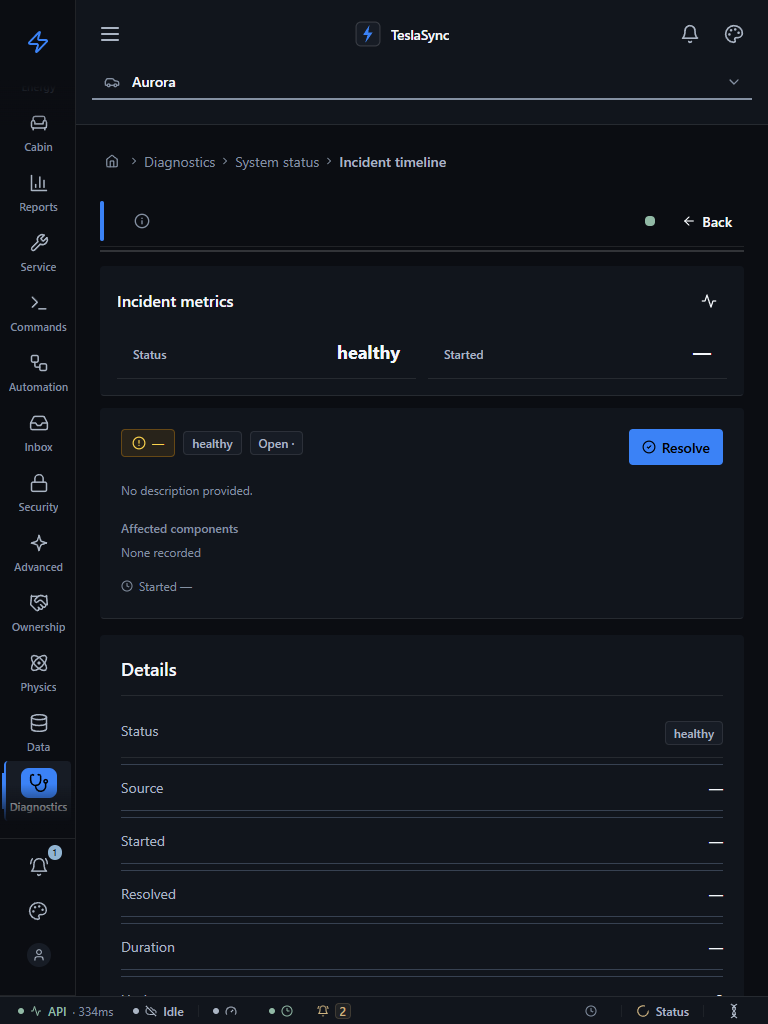 TeslaSync
Aurora
Energy
Cabin
Reports
Service
Commands
Automation
Inbox
Security
Advanced
Ownership
Physics
Data
Diagnostics
1
Diagnostics > System status > Incident timeline
← Back
Incident metrics
Status healthy Started —
— healthy Open · Resolve
No description provided.
Affected components
None recorded
Started —
Details
Status healthy
Source —
Started —
Resolved —
Duration —
API · 334ms Idle 2 Status